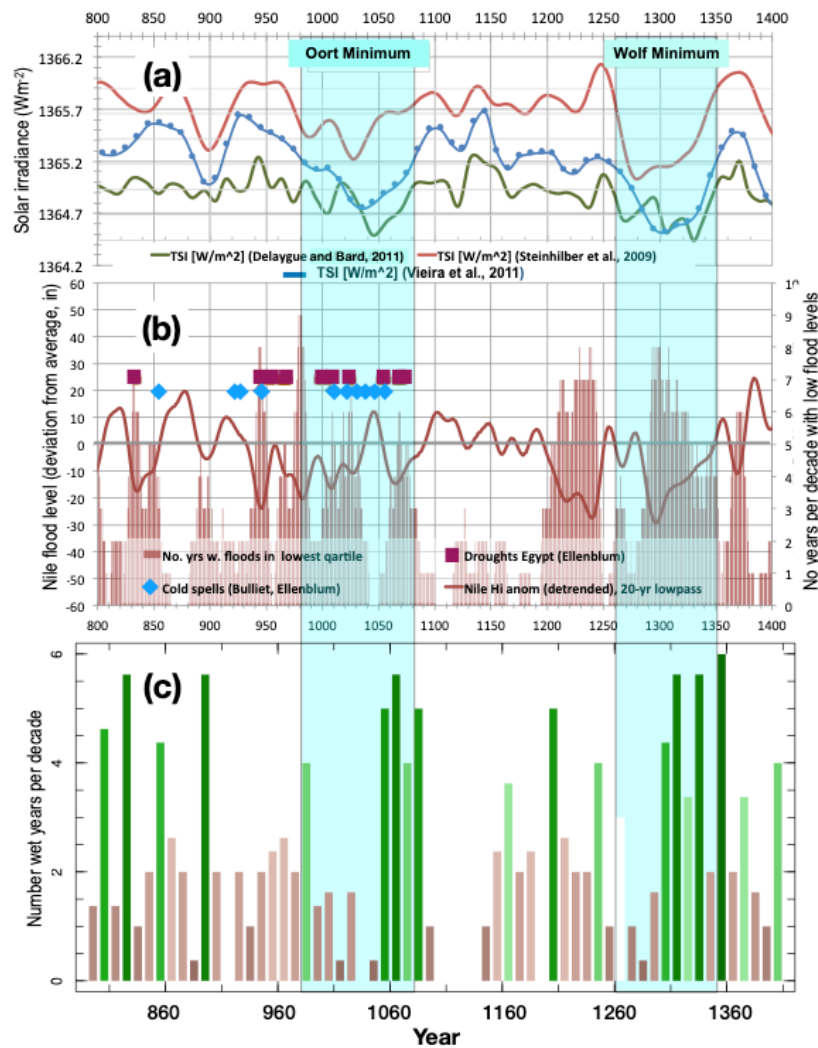 800 850 900 950 1000 1050 1100 1150 1200 1250 1300 1350 1400
Oort Minimum Wolf Minimum
(a)
Solar irradiance (W/m-2)
1366.2
1365.7
1365.2
1364.7
1364.2
TSI [W/m^2] (Delaygue and Bard, 2011) TSI [W/m^2] (Steinhilber et al., 2009)
TSI [W/m^2] (Vieira et al., 2011)
(b)
Nile flood level (deviation from average, in)
60
50
40
30
20
10
0
-10
-20
-30
-40
-50
-60
No years per decade with low flood levels
10
9
8
7
6
5
4
3
2
1
0
No. yrs w. floods in lowest qartile Droughts Egypt (Ellenblum)
Cold spells (Bulliet, Ellenblum) Nile Hi anom (detrended), 20-yr lowpass
800 850 900 950 1000 1050 1100 1150 1200 1250 1300 1350 1400
(c)
Number wet years per decade
6
4
2
0
860 960 1060 1160 1260 1360
Year